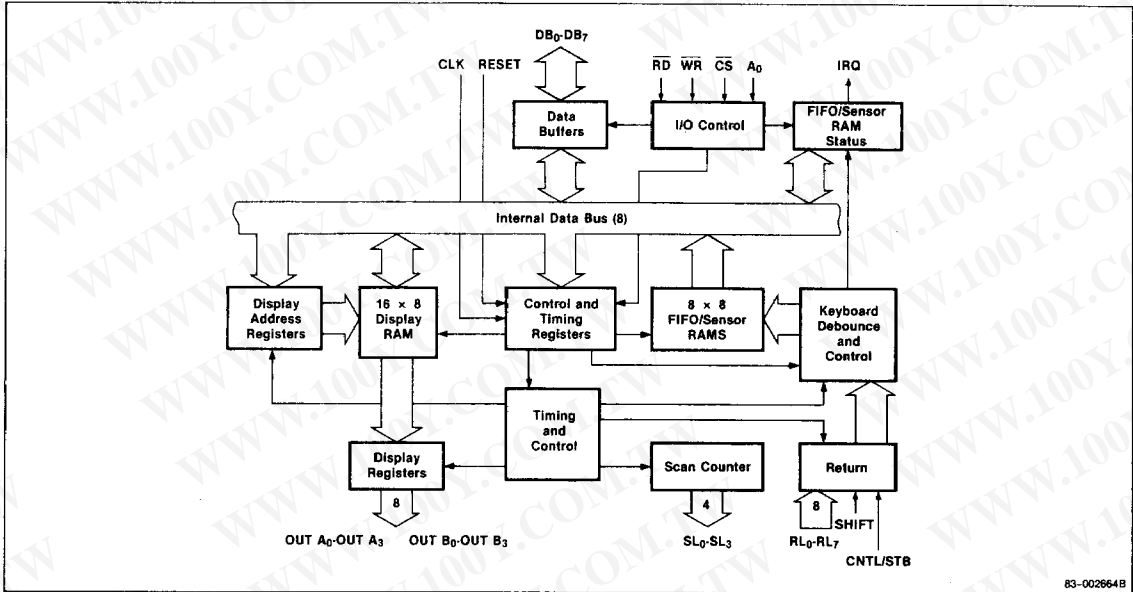 DB0-DB7
CLK RESET
RD WR CS A0
IRQ
Data
Buffers
I/O Control
FIFO/Sensor
RAM
Status
Internal Data Bus (8)
Display
Address
Registers
16 × 8
Display
RAM
Control and
Timing
Registers
8 × 8
FIFO/Sensor
RAMS
Keyboard
Debounce
and
Control
Timing
and
Control
Display
Registers
Scan Counter
Return
8
4
8
SHIFT
OUT A0-OUT A3 OUT B0-OUT B3
SL0-SL3
RL0-RL7
CNTL/STB
83-002664B
WWW.100Y.COM.TW